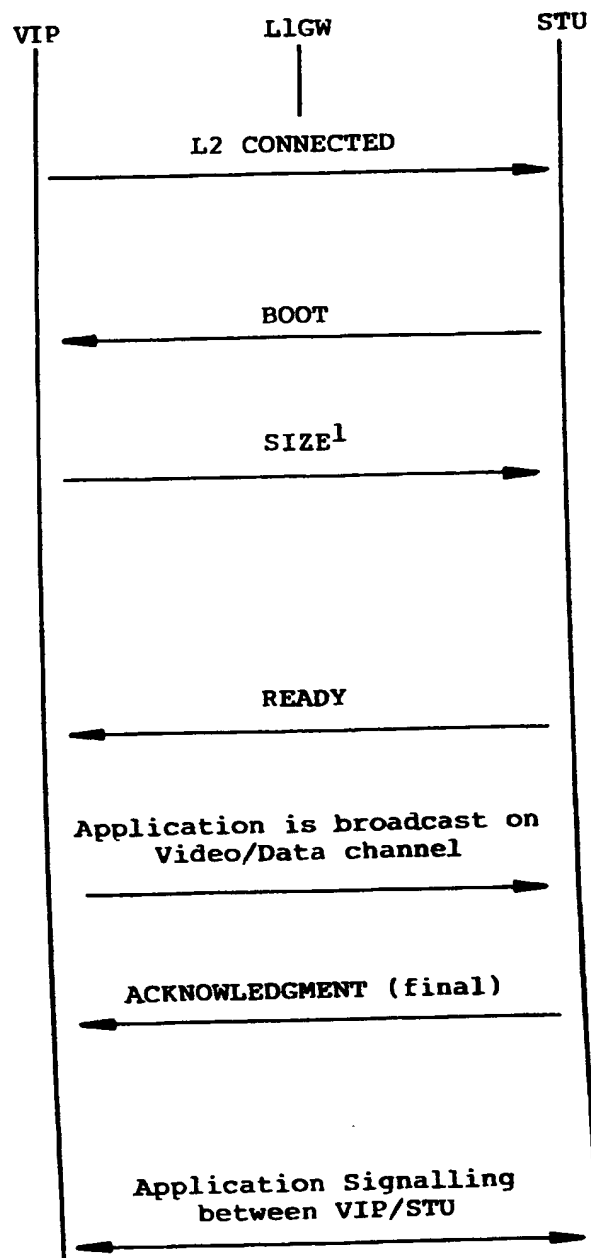 VIP L1GW STU
L2 CONNECTED
BOOT
SIZE¹
READY
Application is broadcast on
Video/Data channel
ACKNOWLEDGMENT (final)
Application Signalling
between VIP/STU